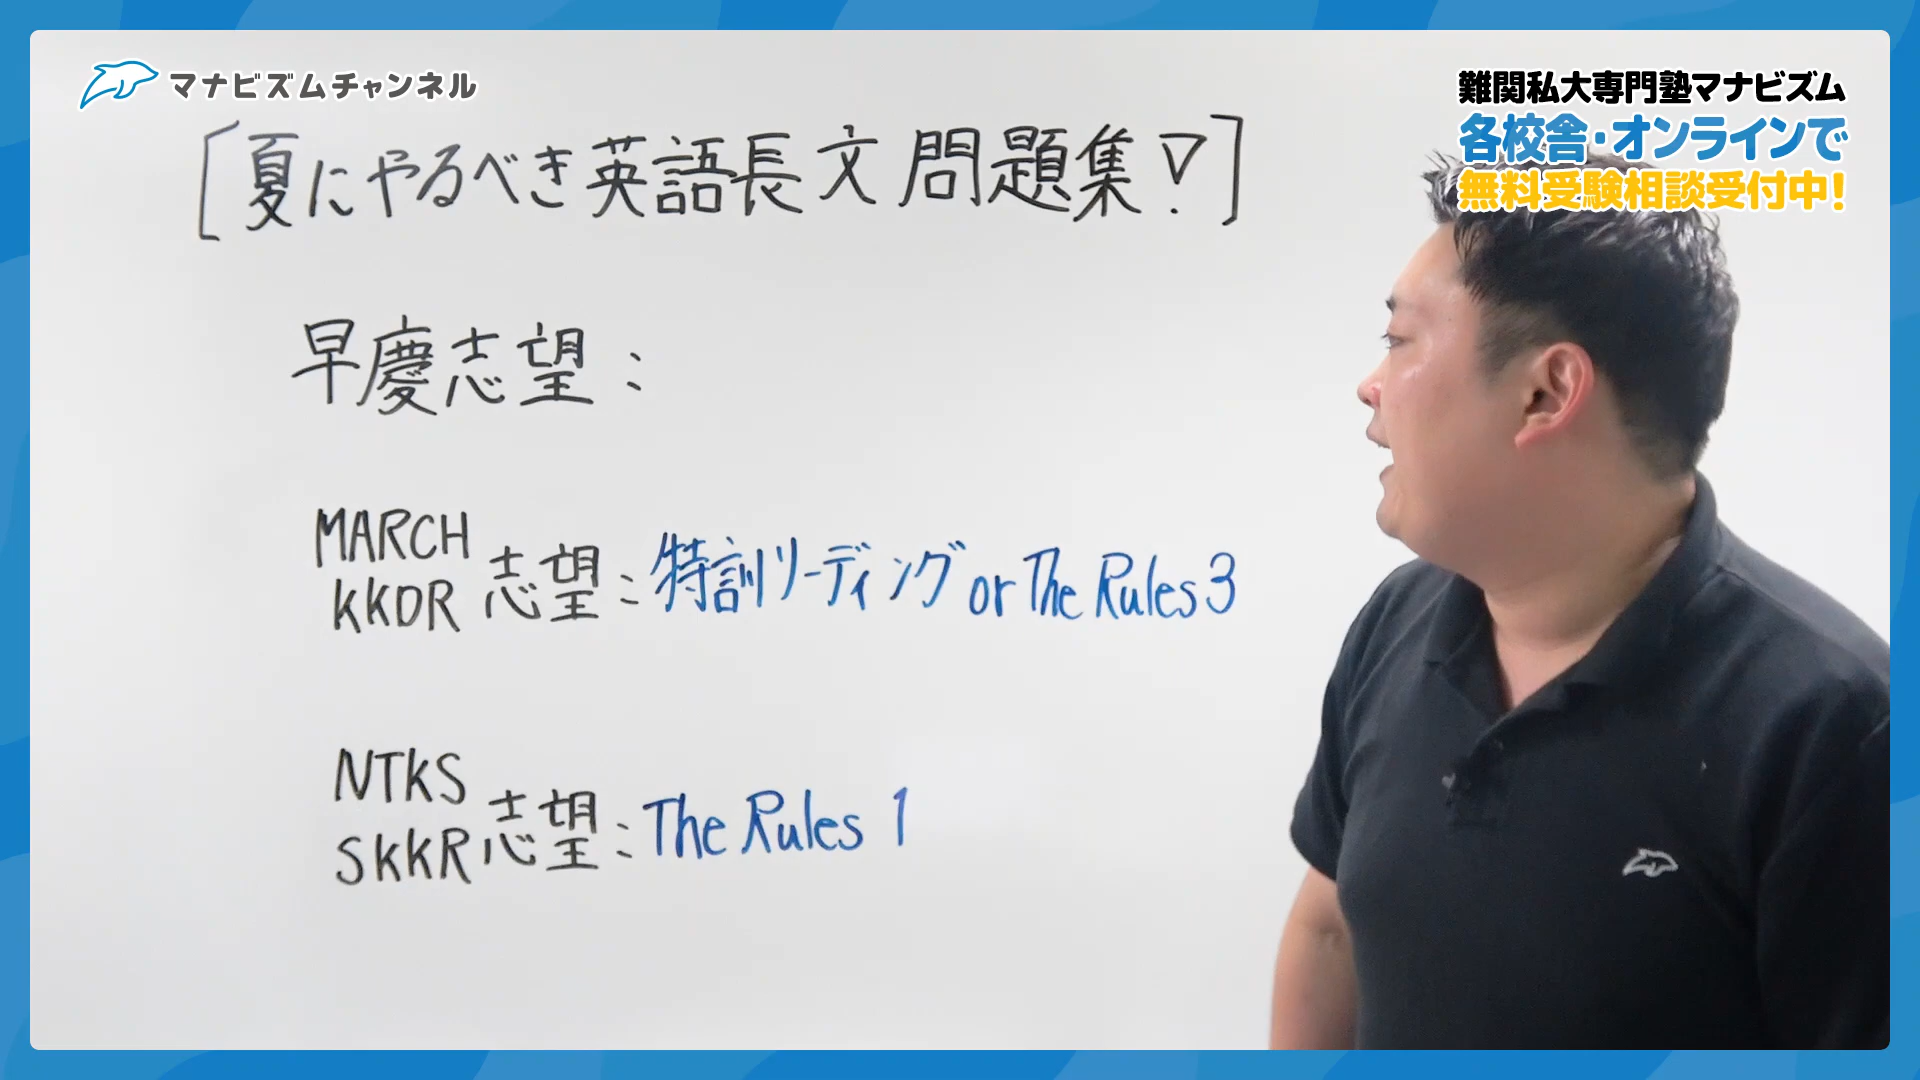 マナビズムチャンネル
難関私大専門塾マナビズム
各校舎・オンラインで
無料受験相談受付中!
[夏にやるべき英語長文問題集▽]
早慶志望:
MARCH
KKDR 志望:特訓リーディング or The Rules 3
NTKS
SKKR 志望:The Rules 1